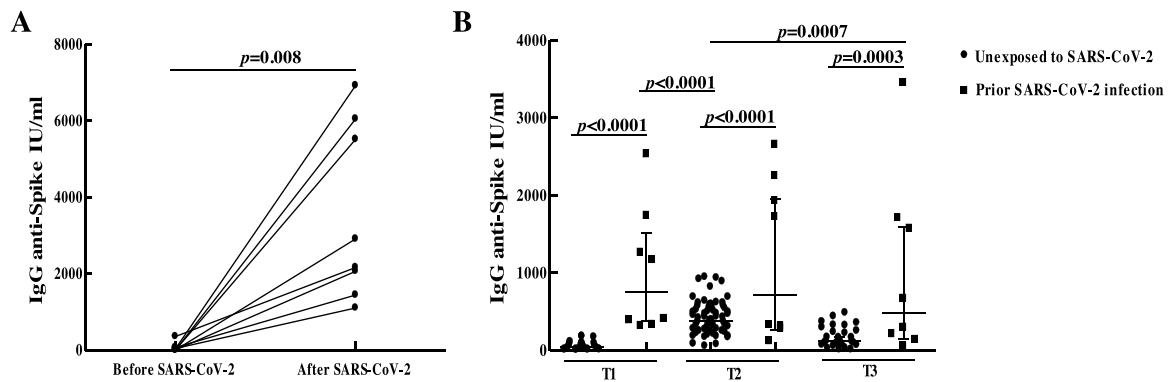 A
IgG anti-Spike IU/ml
8000
6000
4000
2000
0
p=0.008
Before SARS-CoV-2
After SARS-CoV-2
B
IgG anti-Spike IU/ml
4000
3000
2000
1000
0
p=0.0007
p=0.0003
p<0.0001
p<0.0001
p<0.0001
T1
T2
T3
Unexposed to SARS-CoV-2
Prior SARS-CoV-2 infection